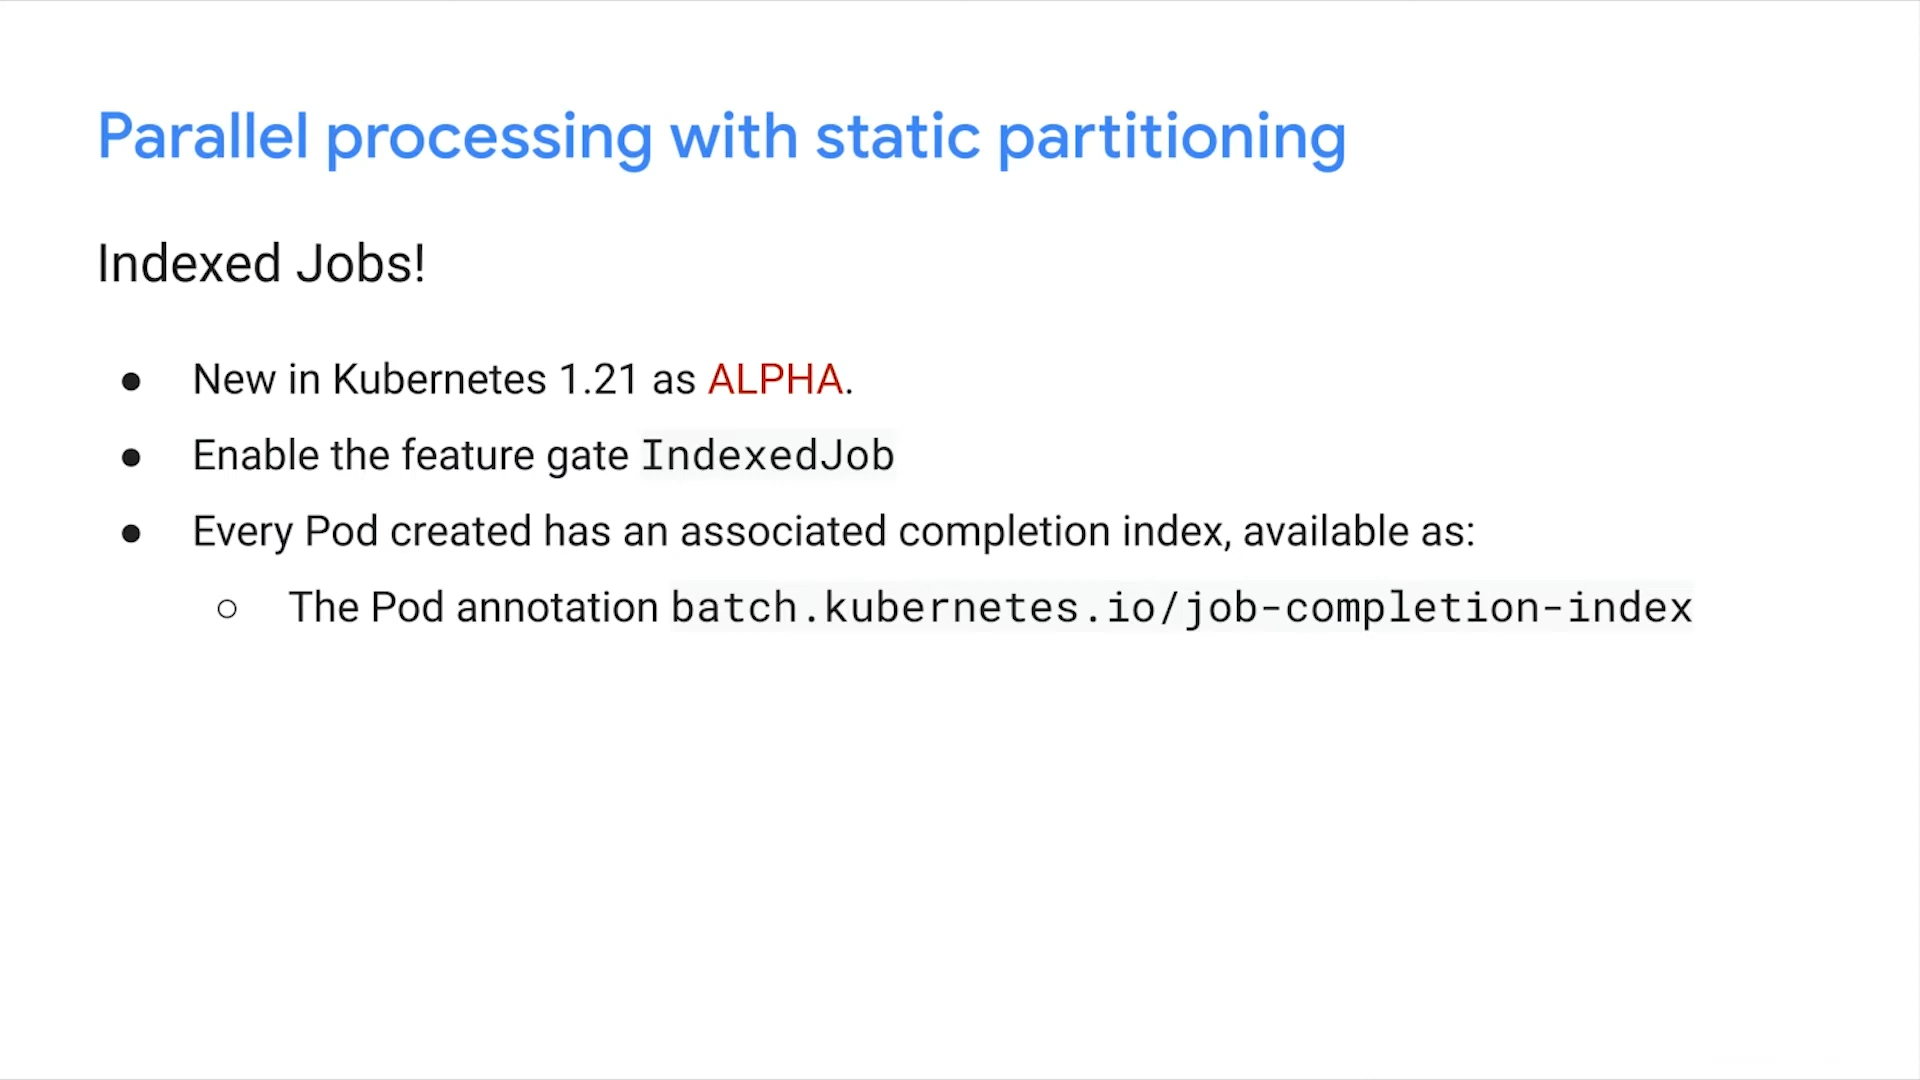 Parallel processing with static partitioning
Indexed Jobs!
● New in Kubernetes 1.21 as ALPHA.
● Enable the feature gate IndexedJob
● Every Pod created has an associated completion index, available as:
○ The Pod annotation batch.kubernetes.io/job-completion-index